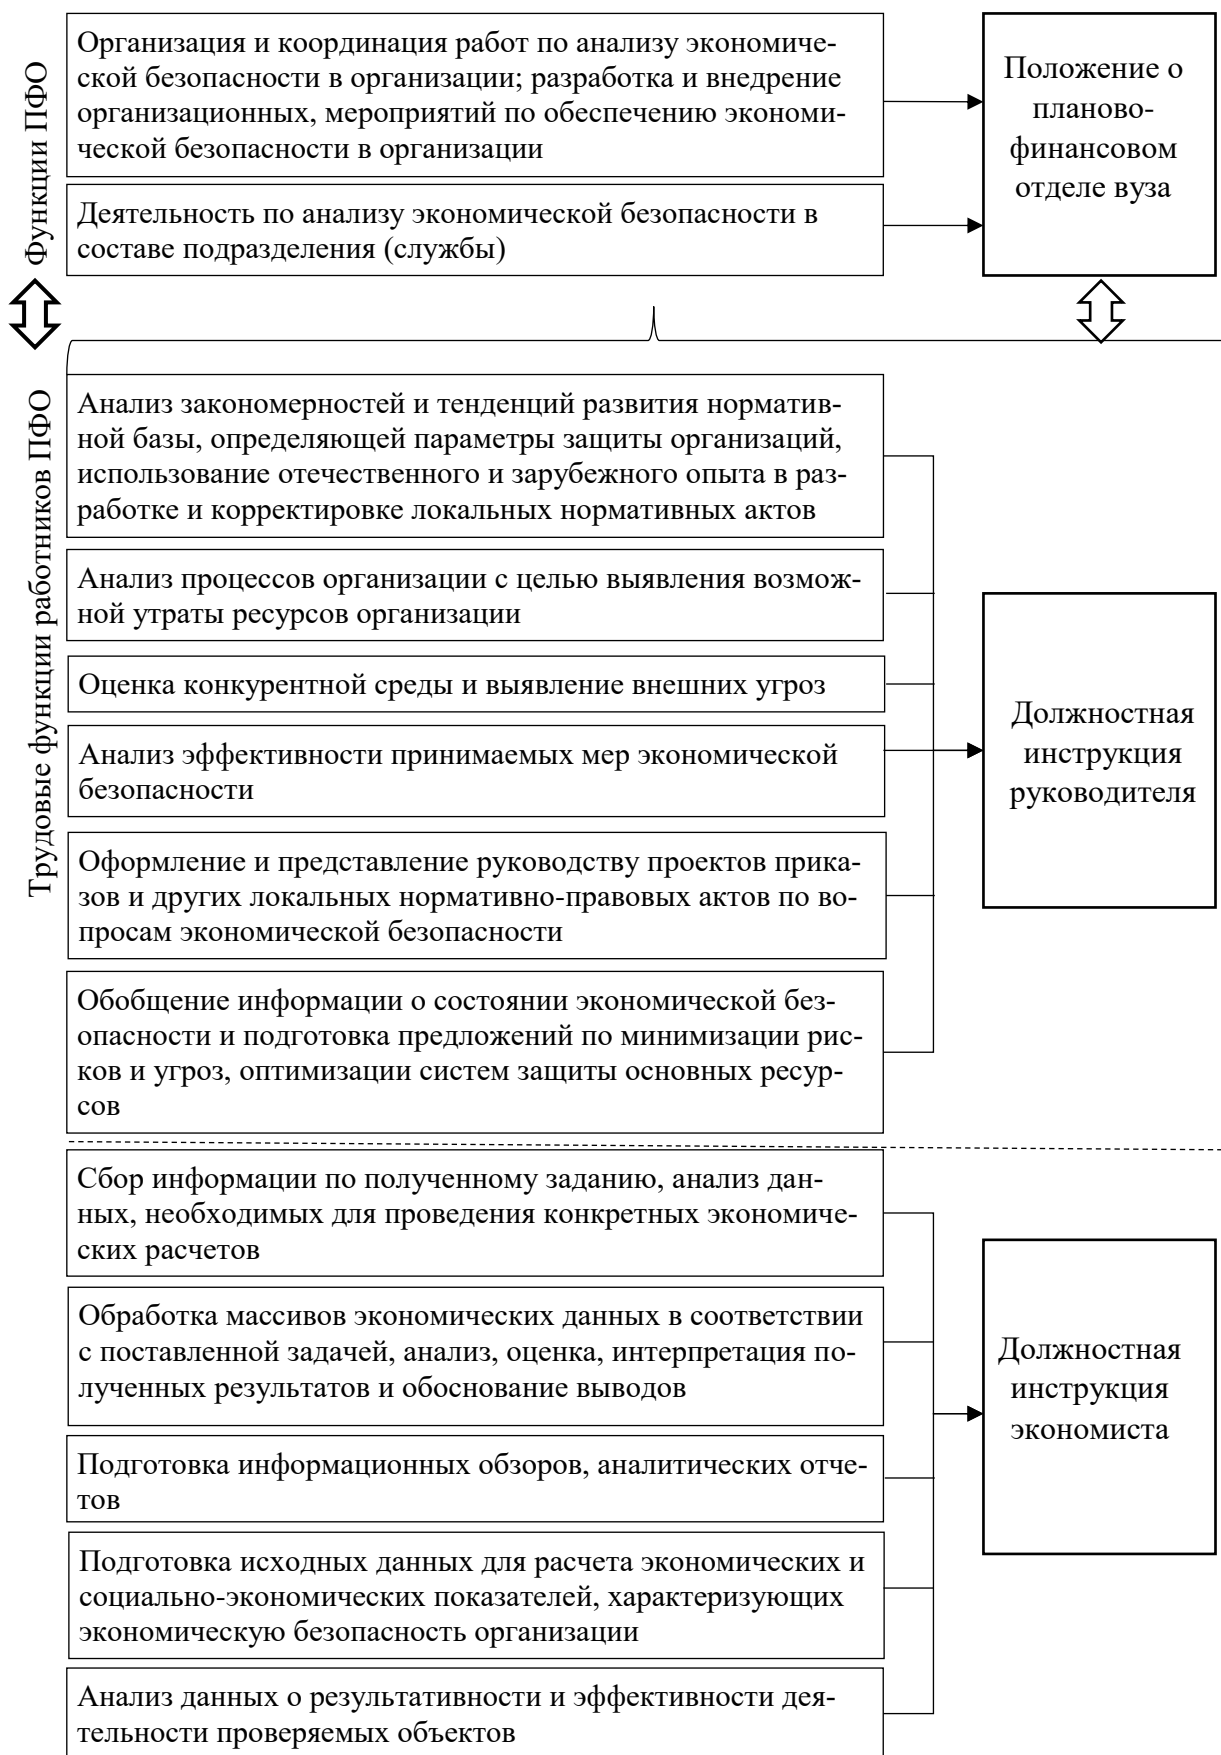 Функции ПФО
Организация и координация работ по анализу экономиче-
ской безопасности в организации; разработка и внедрение
организационных, мероприятий по обеспечению экономи-
ческой безопасности в организации
Деятельность по анализу экономической безопасности в
составе подразделения (службы)
Положение о
планово-
финансовом
отделе вуза
Трудовые функции работников ПФО
Анализ закономерностей и тенденций развития норматив-
ной базы, определяющей параметры защиты организаций,
использование отечественного и зарубежного опыта в раз-
работке и корректировке локальных нормативных актов
Анализ процессов организации с целью выявления возмож-
ной утраты ресурсов организации
Оценка конкурентной среды и выявление внешних угроз
Анализ эффективности принимаемых мер экономической
безопасности
Оформление и представление руководству проектов прика-
зов и других локальных нормативно-правовых актов по во-
просам экономической безопасности
Обобщение информации о состоянии экономической без-
опасности и подготовка предложений по минимизации рис-
ков и угроз, оптимизации систем защиты основных ресур-
сов
Должностная
инструкция
руководителя
Сбор информации по полученному заданию, анализ дан-
ных, необходимых для проведения конкретных экономиче-
ских расчетов
Обработка массивов экономических данных в соответствии
с поставленной задачей, анализ, оценка, интерпретация по-
лученных результатов и обоснование выводов
Подготовка информационных обзоров, аналитических отче-
тов
Подготовка исходных данных для расчета экономических и
социально-экономических показателей, характеризующих
экономическую безопасность организации
Анализ данных о результативности и эффективности дея-
тельности проверяемых объектов
Должностная
инструкция
экономиста